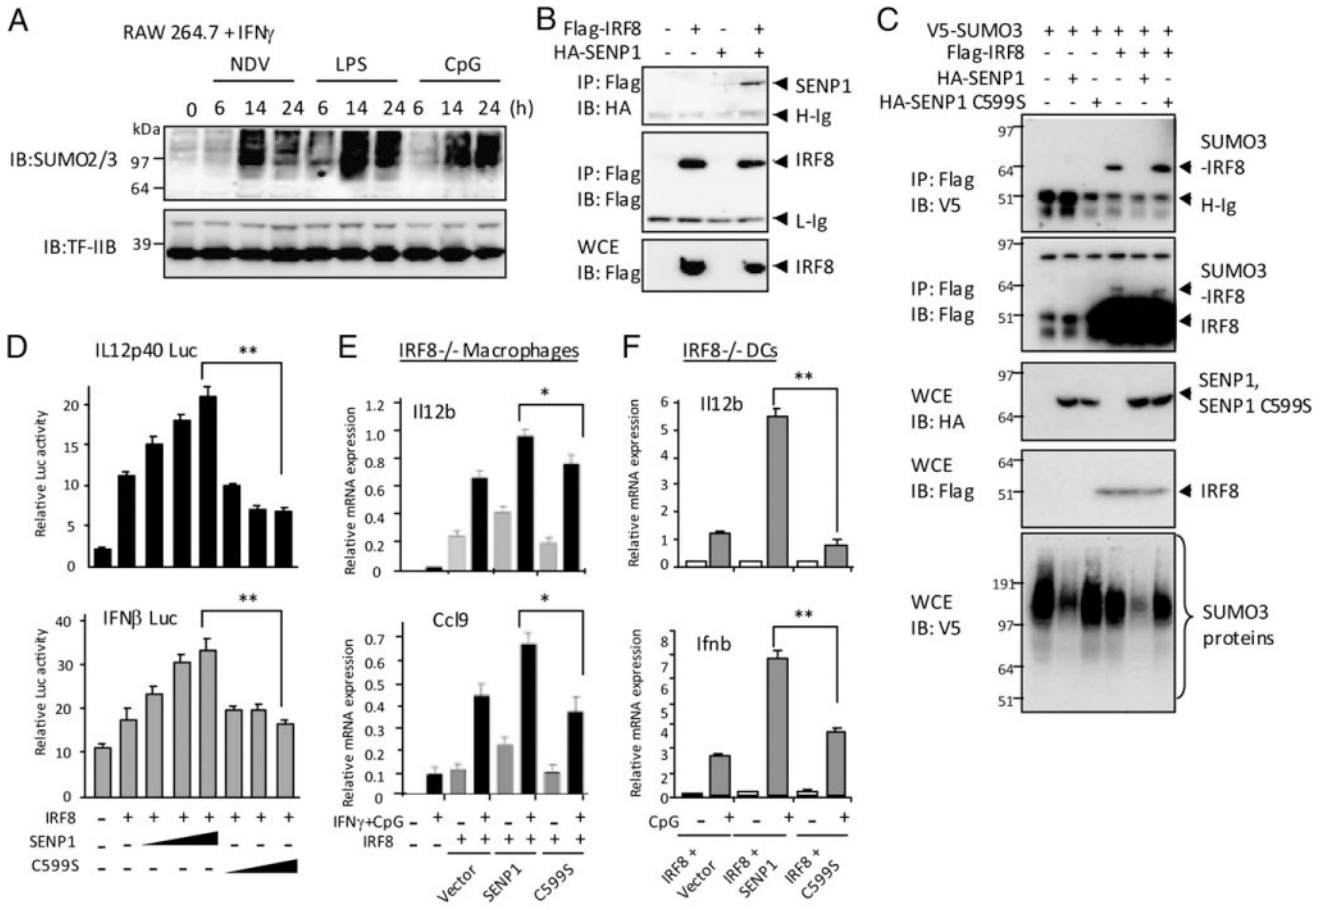 A
RAW 264.7 + IFNγ
NDV LPS CpG
0 6 14 24 6 14 24 6 14 24 (h)
kDa
IB:SUMO2/3
97
64
IB:TF-IIB
39
B
Flag-IRF8 - + - +
HA-SENP1 - - + +
IP: Flag
IB: HA
SENP1
H-Ig
IP: Flag
IB: Flag
IRF8
L-Ig
WCE
IB: Flag
IRF8
C
V5-SUMO3 + + + + + +
Flag-IRF8 - - - + + +
HA-SENP1 - + - - + -
HA-SENP1 C599S - - + - - +
97
64
51
IP: Flag
IB: V5
SUMO3
-IRF8
H-Ig
97
64
51
IP: Flag
IB: Flag
SUMO3
-IRF8
IRF8
97
64
WCE
IB: HA
SENP1,
SENP1 C599S
64
51
WCE
IB: Flag
IRF8
191
97
64
51
WCE
IB: V5
SUMO3
proteins
D
IL12p40 Luc
**
Relative Luc activity
20
15
10
5
0
IFNβ Luc
**
Relative Luc activity
40
30
20
10
0
IRF8 - + + + + + + +
SENP1 - - - - -
C599S - - - - -
E
IRF8-/- Macrophages
Il12b
*
Relative mRNA expression
1.2
1.0
0.8
0.6
0.4
0.2
0
Ccl9
*
Relative mRNA expression
0.7
0.6
0.5
0.4
0.3
0.2
0.1
0
IFNγ+CpG - + - + - + - +
IRF8 - - + + + + + +
Vector SENP1 C599S
F
IRF8-/- DCs
Il12b
**
Relative mRNA expression
6
5
4
3
2
1
0
Ifnb
**
Relative mRNA expression
8
7
6
5
4
3
2
1
0
CpG - + - + - +
IRF8 +
Vector
IRF8 +
SENP1
IRF8 +
C599S